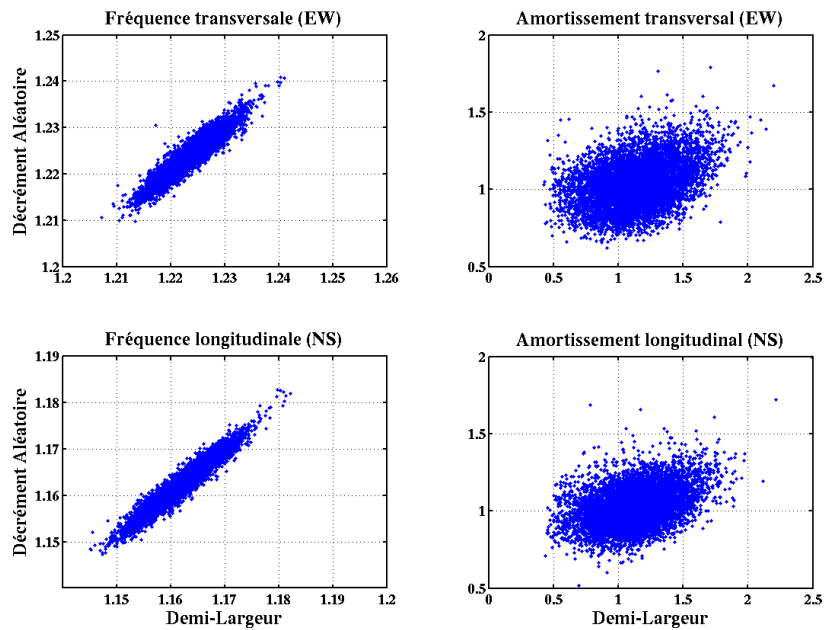 Fréquence transversale (EW)
1.25
1.24
1.23
1.22
1.21
1.2
Décrément Aléatoire
1.2 1.21 1.22 1.23 1.24 1.25 1.26
Amortissement transversal (EW)
2
1.5
1
0.5
0 0.5 1 1.5 2 2.5
Fréquence longitudinale (NS)
1.19
1.18
1.17
1.16
1.15
Décrément Aléatoire
1.15 1.16 1.17 1.18 1.19 1.2
Demi-Largeur
Amortissement longitudinal (NS)
2
1.5
1
0.5
0 0.5 1 1.5 2 2.5
Demi-Largeur